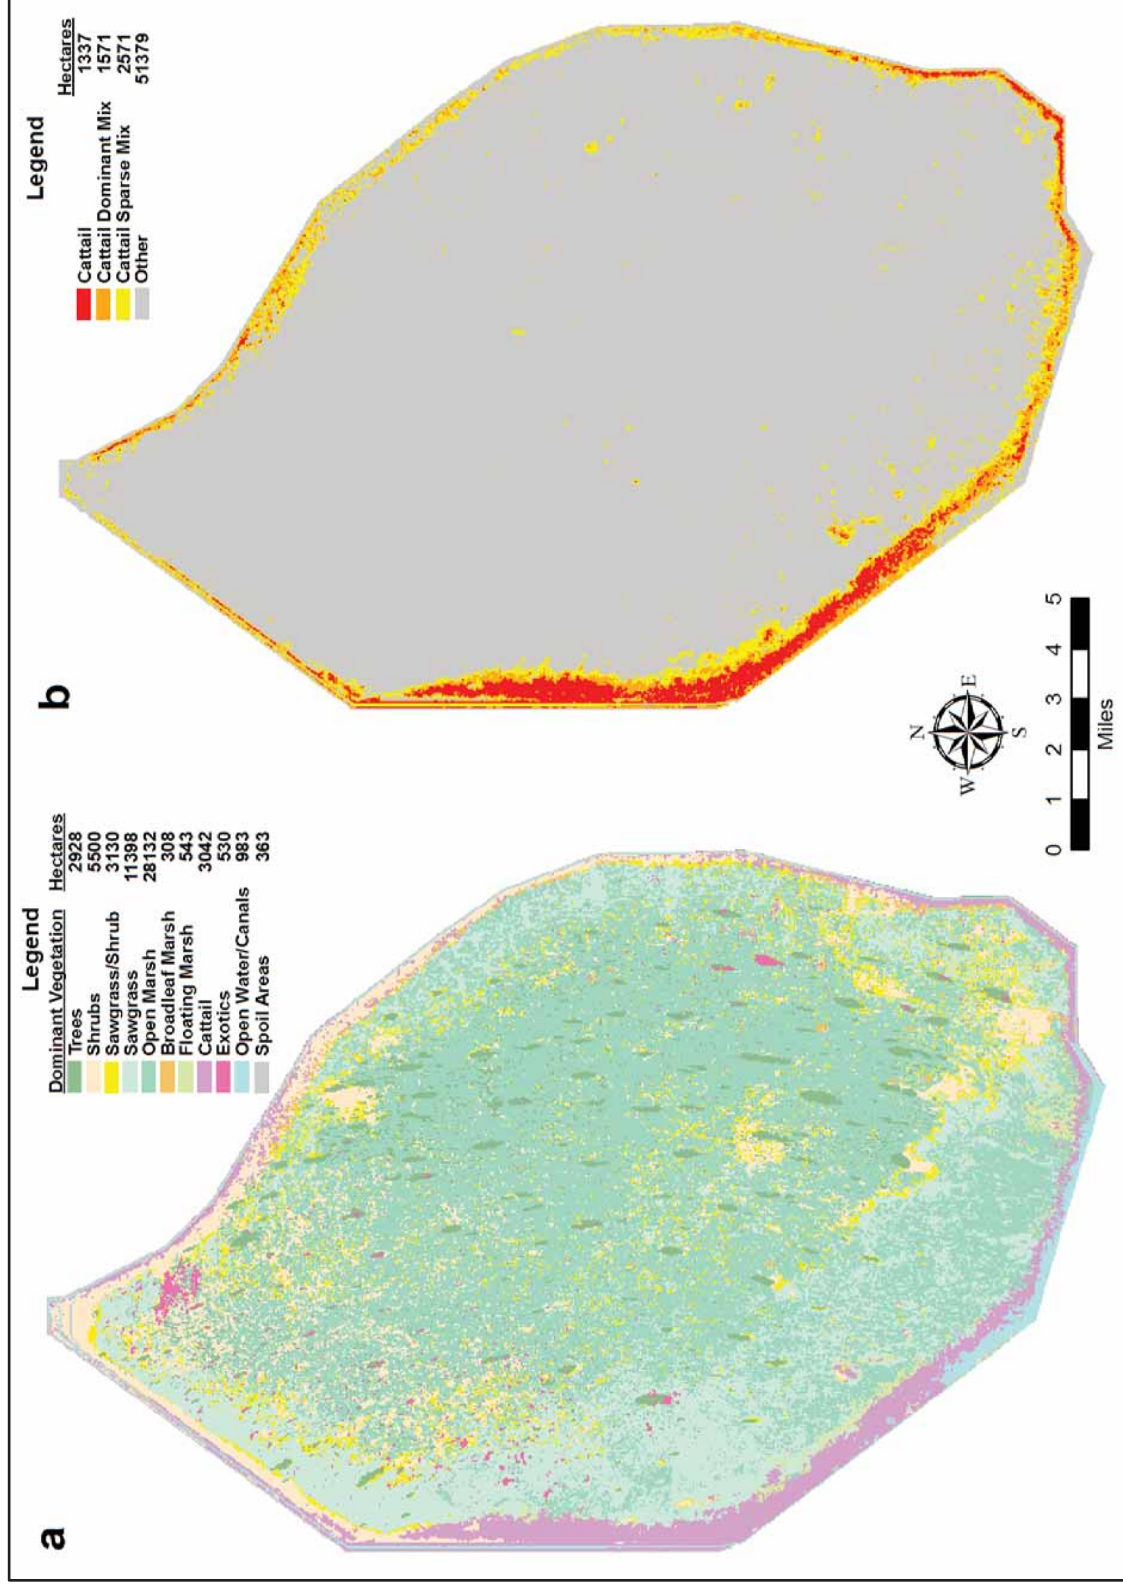 a
Legend
Dominant Vegetation Hectares
Trees 2928
Shrubs 5500
Sawgrass/Shrub 3130
Sawgrass 11398
Open Marsh 28132
Broadleaf Marsh 308
Floating Marsh 543
Cattail 3042
Exotics 530
Open Water/Canals 983
Spoil Areas 363
b
Legend
Hectares
Cattail 1337
Cattail Dominant Mix 1571
Cattail Sparse Mix 2571
Other 51379
N
W E
S
0 1 2 3 4 5
Miles